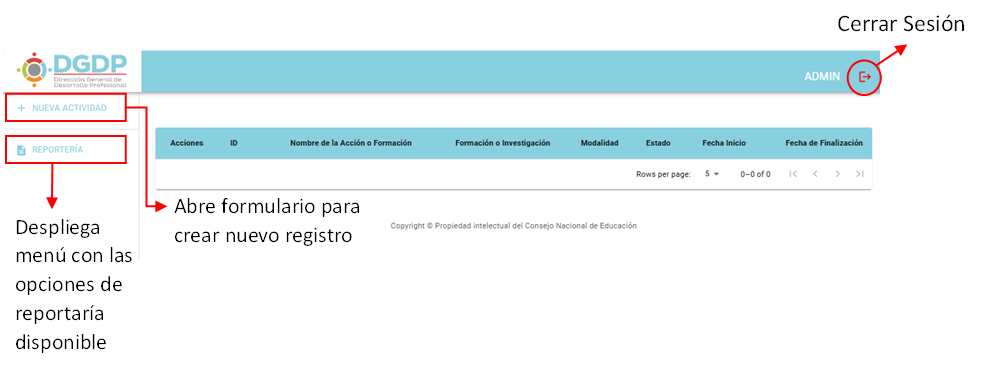 Cerrar Sesión
DGDP
Dirección General de
Desarrollo Profesional
ADMIN
+ NUEVA ACTIVIDAD
REPORTERÍA
Acciones ID Nombre de la Acción o Formación Formación o Investigación Modalidad Estado Fecha Inicio Fecha de Finalización
Rows per page: 5 0–0 of 0
Abre formulario para
crear nuevo registro
Despliega
menú con las
opciones de
reportaría
disponible
Copyright © Propiedad intelectual del Consejo Nacional de Educación